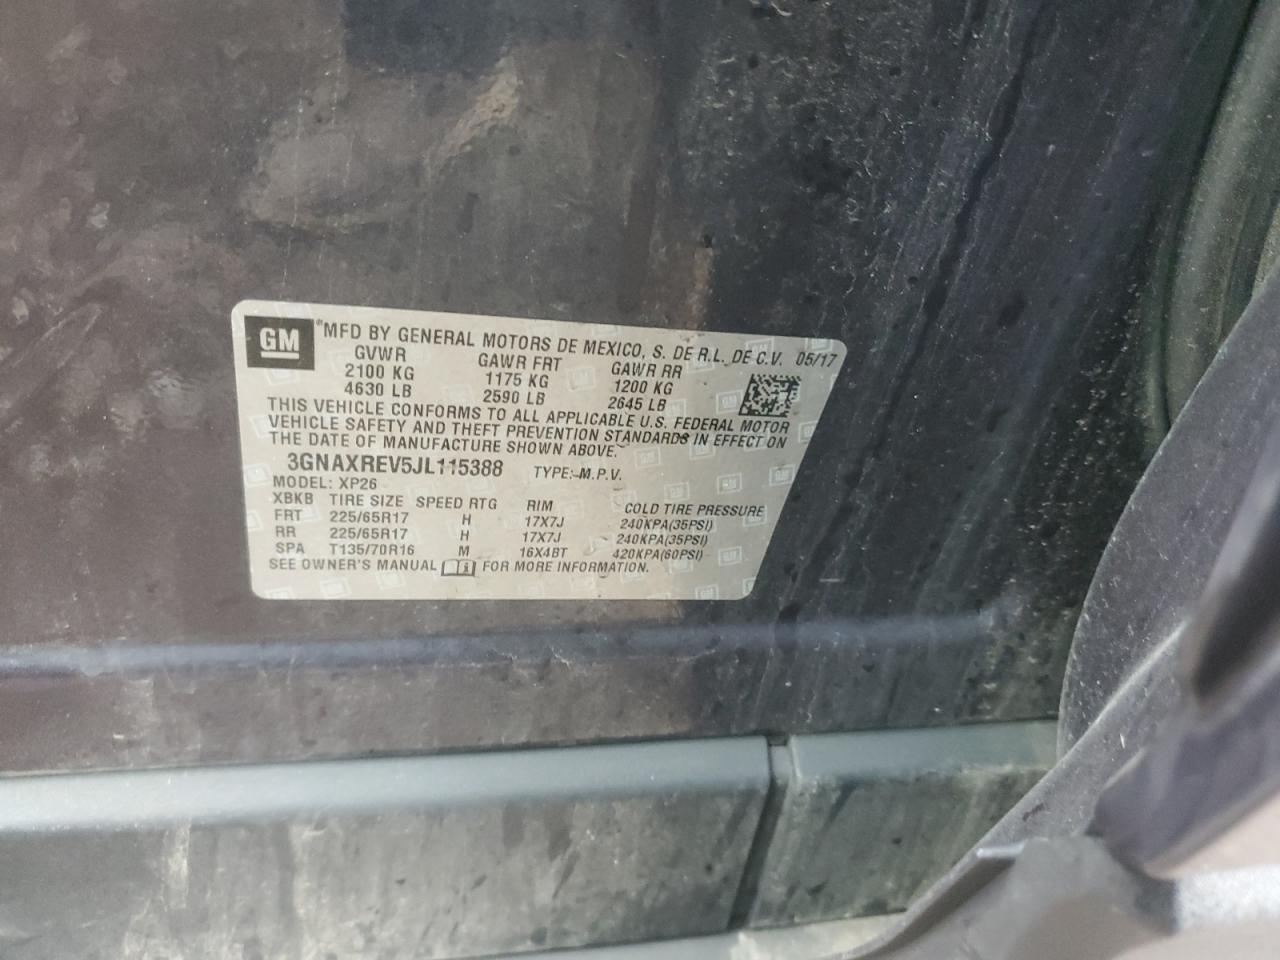 GM ®MFD BY GENERAL MOTORS DE MEXICO, S. DE R.L. DE C.V. 05/17
GVWR GAWR FRT GAWR RR
2100 KG 1175 KG 1200 KG
4630 LB 2590 LB 2645 LB
THIS VEHICLE CONFORMS TO ALL APPLICABLE U.S. FEDERAL MOTOR
VEHICLE SAFETY AND THEFT PREVENTION STANDARDS IN EFFECT ON
THE DATE OF MANUFACTURE SHOWN ABOVE.
3GNAXREV5JL115388 TYPE: M.P.V.
MODEL: XP26
XBKB TIRE SIZE SPEED RTG RIM COLD TIRE PRESSURE
FRT 225/65R17 H 17X7J 240KPA(35PSI)
RR 225/65R17 H 17X7J 240KPA(35PSI)
SPA T135/70R16 M 16X4BT 420KPA(60PSI)
SEE OWNER'S MANUAL FOR MORE INFORMATION.